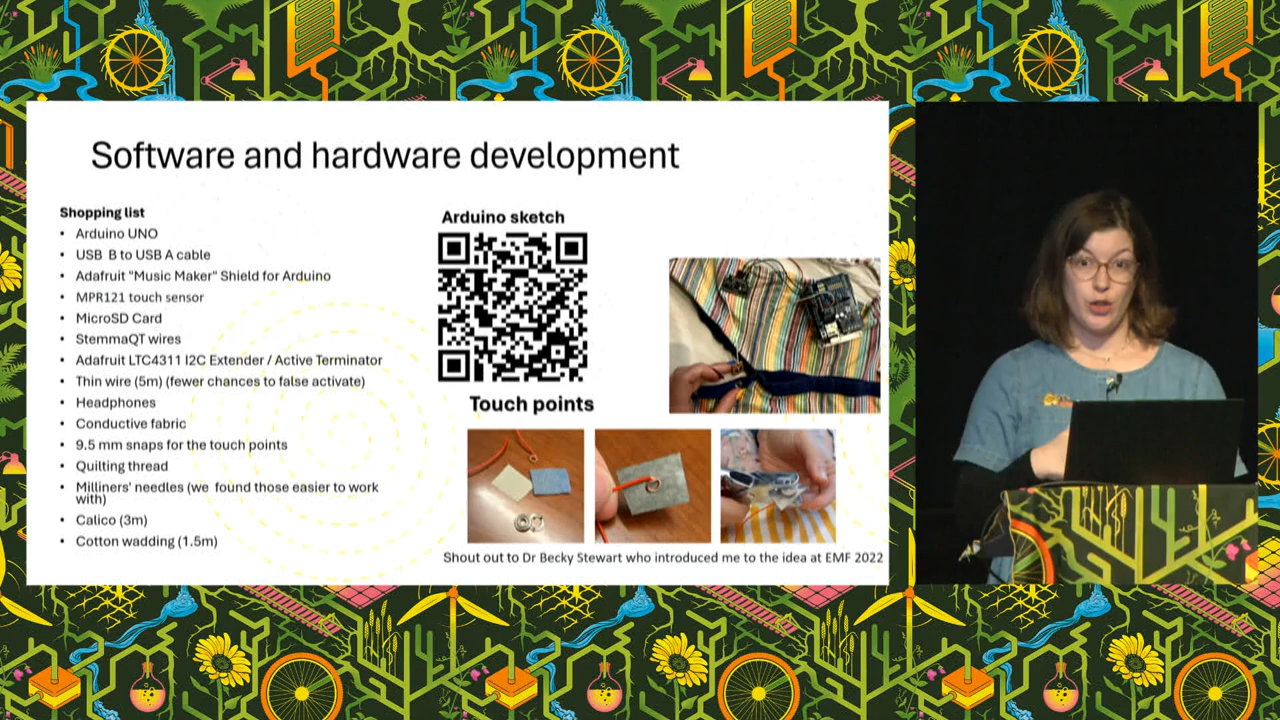 Software and hardware development
Shopping list
• Arduino UNO
• USB B to USB A cable
• Adafruit "Music Maker" Shield for Arduino
• MPR121 touch sensor
• MicroSD Card
• StemmaQT wires
• Adafruit LTC4311 I2C Extender / Active Terminator
• Thin wire (5m) (fewer chances to false activate)
• Headphones
• Conductive fabric
• 9.5 mm snaps for the touch points
• Quilting thread
• Milliners' needles (we found those easier to work
with)
• Calico (3m)
• Cotton wadding (1.5m)
Arduino sketch
Touch points
Shout out to Dr Becky Stewart who introduced me to the idea at EMF 2022